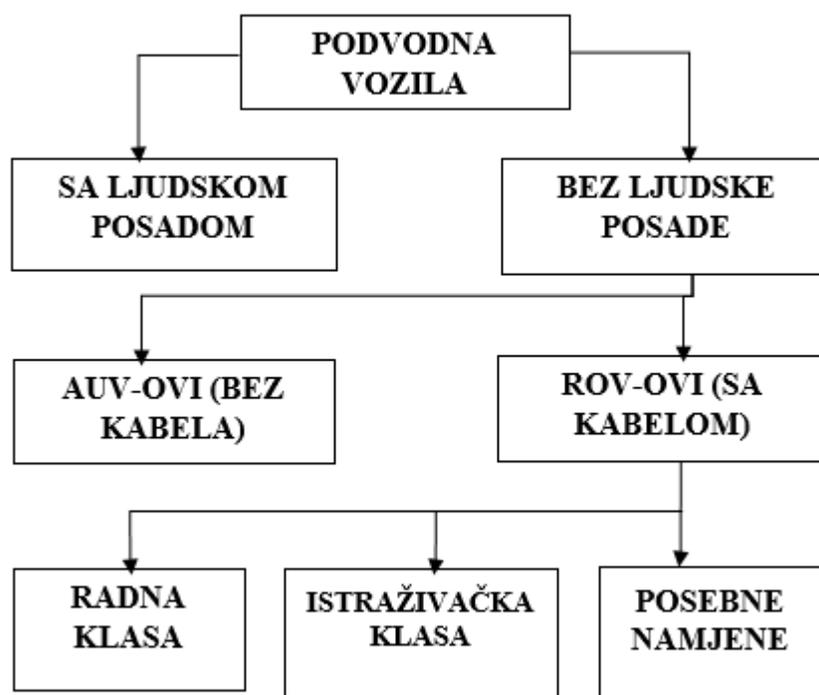 PODVODNA
VOZILA
SA LJUDSKOM
POSADOM
BEZ LJUDSKE
POSADE
AUV-OVI (BEZ
KABELA)
ROV-OVI (SA
KABELOM)
RADNA
KLASA
ISTRAŽIVAČKA
KLASA
POSEBNE
NAMJENE